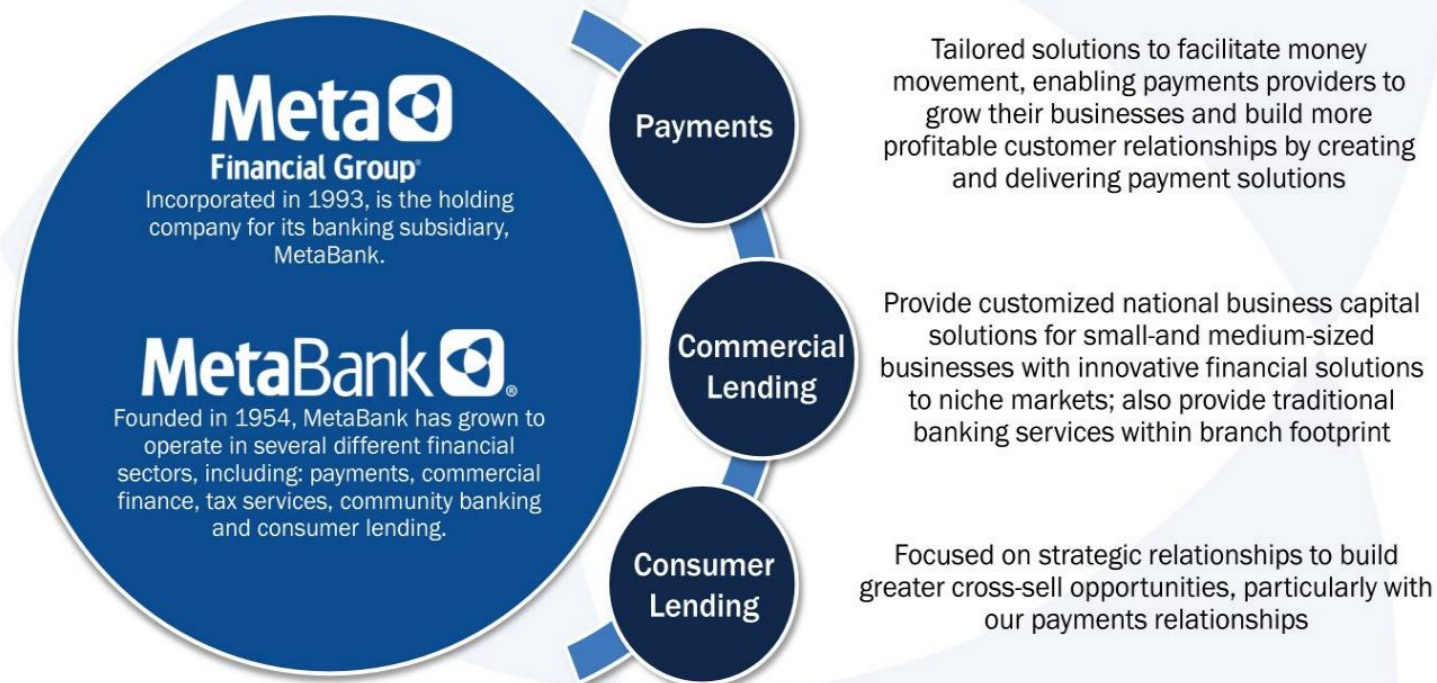 Meta
Financial Group®
Incorporated in 1993, is the holding
company for its banking subsidiary,
MetaBank.
MetaBank®
Founded in 1954, MetaBank has grown to
operate in several different financial
sectors, including: payments, commercial
finance, tax services, community banking
and consumer lending.
Payments
Tailored solutions to facilitate money
movement, enabling payments providers to
grow their businesses and build more
profitable customer relationships by creating
and delivering payment solutions
Commercial
Lending
Provide customized national business capital
solutions for small-and medium-sized
businesses with innovative financial solutions
to niche markets; also provide traditional
banking services within branch footprint
Consumer
Lending
Focused on strategic relationships to build
greater cross-sell opportunities, particularly with
our payments relationships